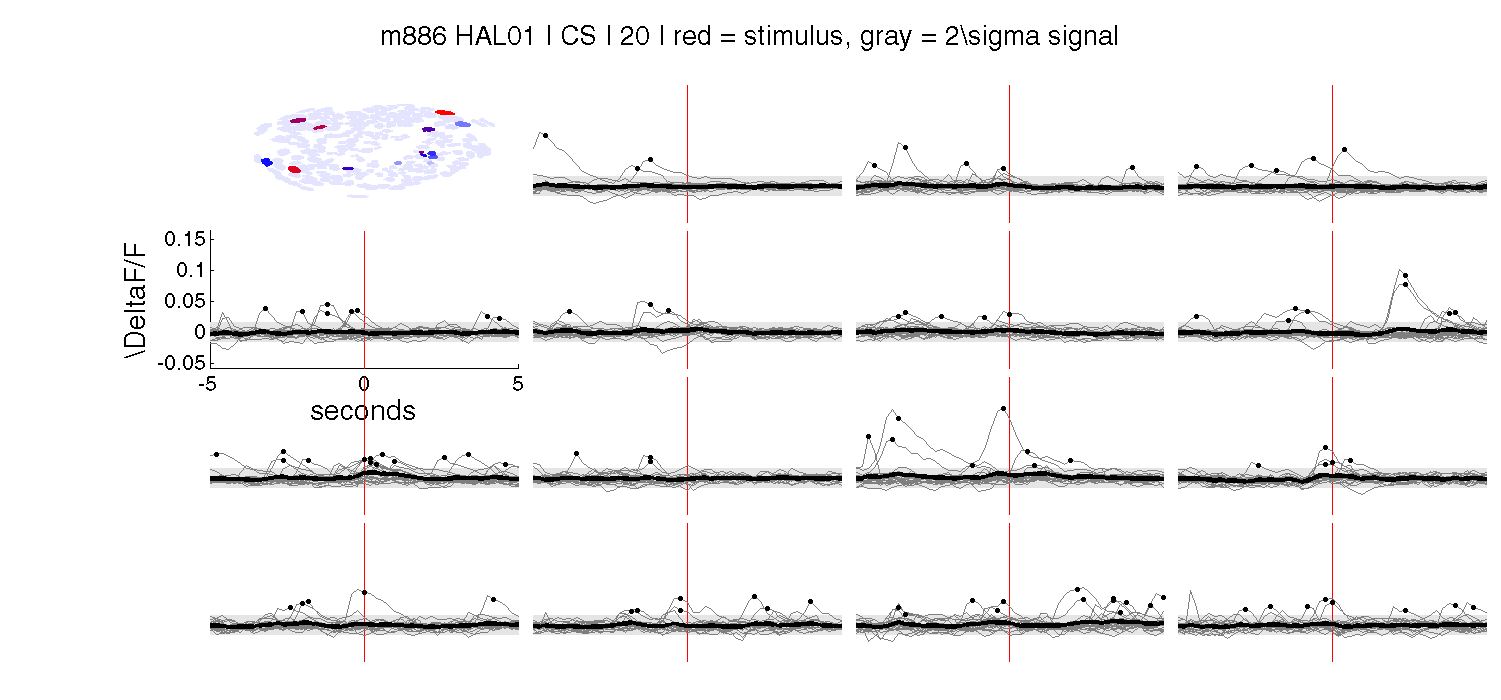 m886 HAL01 | CS | 20 | red = stimulus, gray = 2\sigma signal
\DeltaF/F
0.15
0.1
0.05
0
-0.05
-5
0
5
seconds